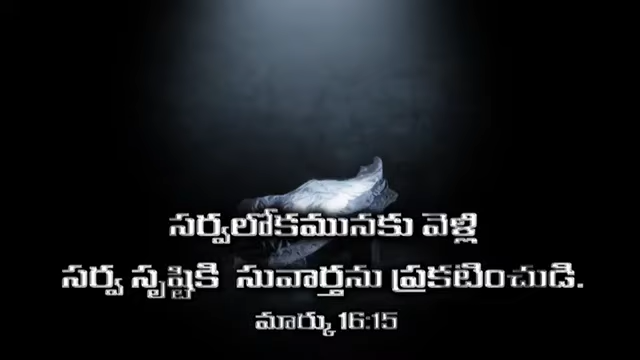 సర్వలోకమునకు వెళ్లి
సర్వ సృష్టికి సువార్తను ప్రకటించుడి.
మార్కు 16:15